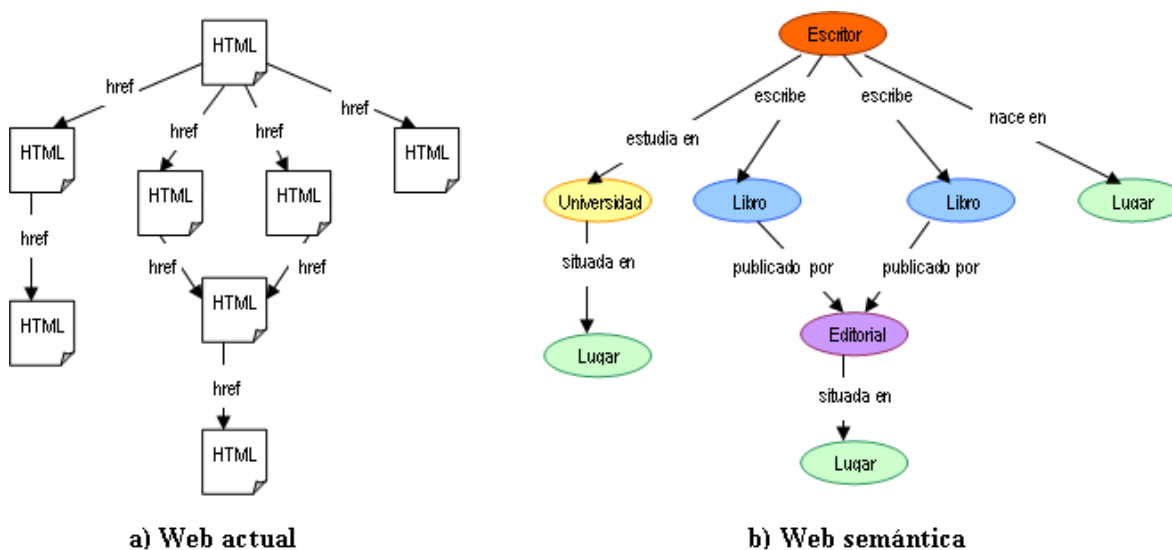 HTML
href
href
href
href
HTML
HTML
HTML
HTML
href
href
href
HTML
HTML
href
HTML
a) Web actual
Escritor
escribe
escribe
nace en
estudia en
Universidad
Libro
Libro
Lugar
situada en
publicado por
publicado por
Editorial
Lugar
situada en
Lugar
b) Web semántica